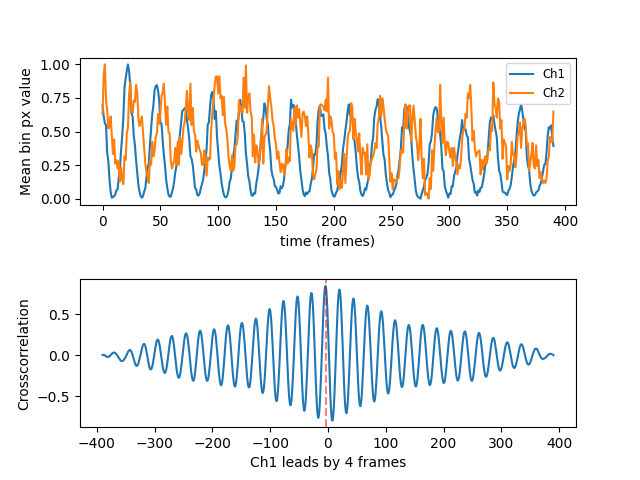 Mean bin px value
1.00
0.75
0.50
0.25
0.00
Ch1
Ch2
0 50 100 150 200 250 300 350 400
time (frames)
Crosscorrelation
0.5
0.0
−0.5
−400 −300 −200 −100 0 100 200 300 400
Ch1 leads by 4 frames